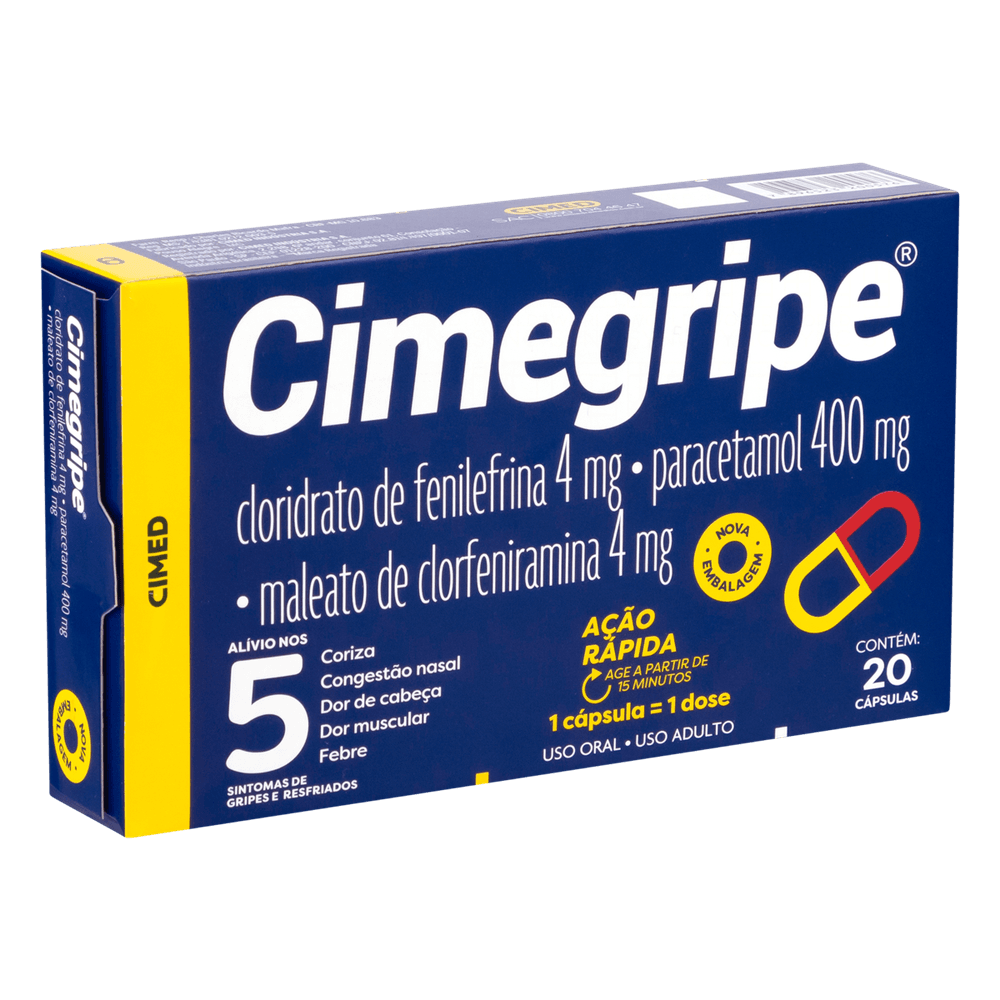 Cimegripe®
cloridrato de fenilefrina 4 mg • paracetamol 400 mg
• maleato de clorfeniramina 4 mg
NOVA
EMBALAGEM
ALÍVIO NOS
5
Coriza
Congestão nasal
Dor de cabeça
Dor muscular
Febre
SINTOMAS DE
GRIPES E RESFRIADOS
AÇÃO
RÁPIDA
AGE A PARTIR DE
15 MINUTOS
1 cápsula = 1 dose
USO ORAL • USO ADULTO
CONTÉM:
20
CÁPSULAS
CIMED
Cimegripe®
cloridrato de fenilefrina 4 mg • paracetamol 400 mg
• maleato de clorfeniramina 4 mg
NOVA
EMBALAGEM
CIMED